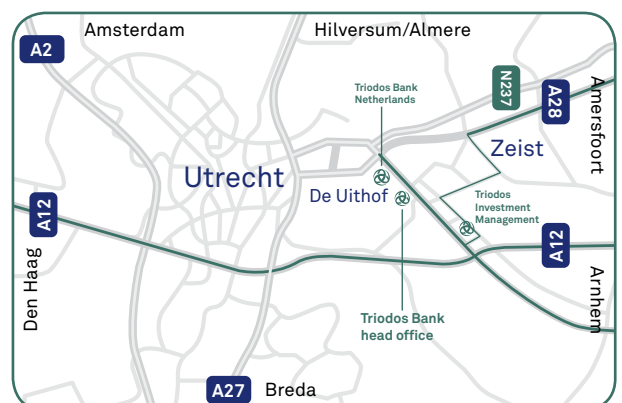 Amsterdam
Hilversum/Almere
A2
Triodos Bank
Netherlands
N237
A28
Amersfoort
Zeist
Utrecht
De Uithof
Triodos
Investment
Management
A12
A12
Den Haag
Arnhem
Triodos Bank
head office
A27
Breda